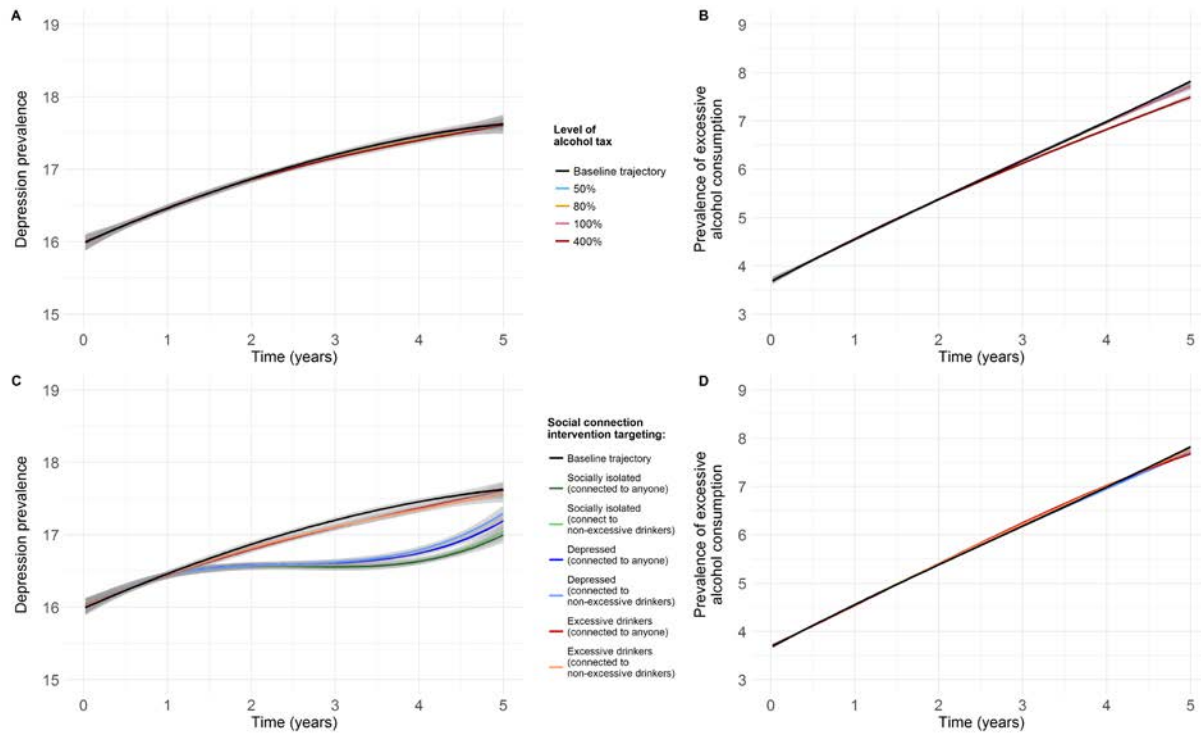 A
19
18
17
16
15
Depression prevalence
0 1 2 3 4 5
Time (years)
Level of
alcohol tax
Baseline trajectory
50%
80%
100%
400%
B
9
8
7
6
5
4
3
Prevalence of excessive
alcohol consumption
0 1 2 3 4 5
Time (years)
C
19
18
17
16
15
Depression prevalence
0 1 2 3 4 5
Time (years)
Social connection
intervention targeting:
Baseline trajectory
Socially isolated
(connected to anyone)
Socially isolated
(connect to
non-excessive drinkers)
Depressed
(connected to anyone)
Depressed
(connected to
non-excessive drinkers)
Excessive drinkers
(connected to anyone)
Excessive drinkers
(connected to
non-excessive drinkers)
D
9
8
7
6
5
4
3
Prevalence of excessive
alcohol consumption
0 1 2 3 4 5
Time (years)